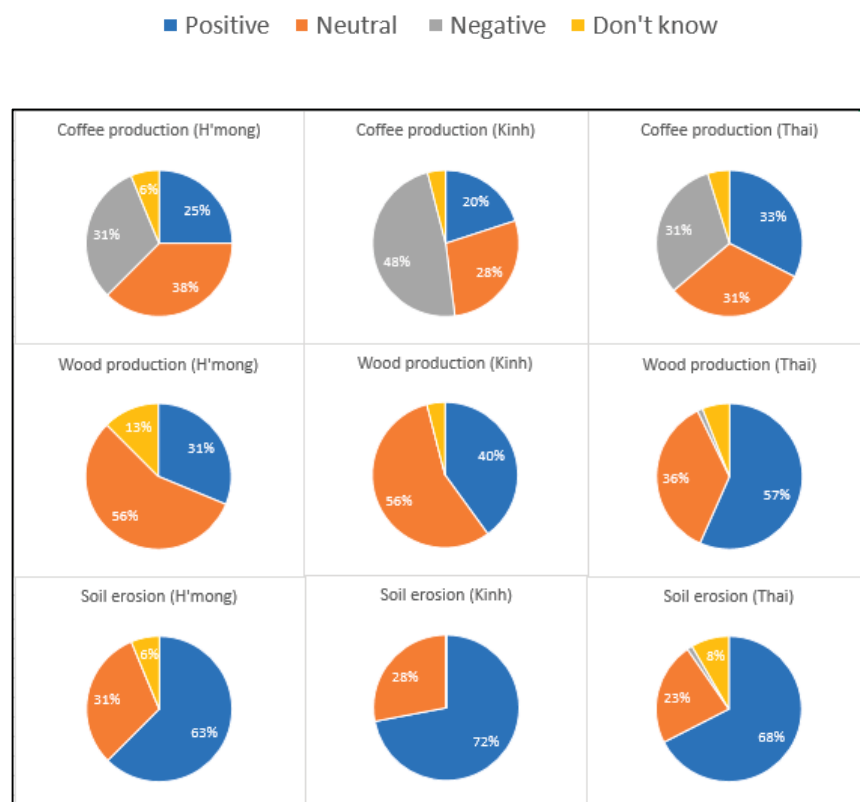 Positive Neutral Negative Don't know
Coffee production (H'mong)
6%
25%
31%
38%
Coffee production (Kinh)
20%
48%
28%
Coffee production (Thai)
33%
31%
31%
Wood production (H'mong)
13%
31%
56%
Wood production (Kinh)
40%
56%
Wood production (Thai)
36%
57%
Soil erosion (H'mong)
6%
31%
63%
Soil erosion (Kinh)
28%
72%
Soil erosion (Thai)
8%
23%
68%